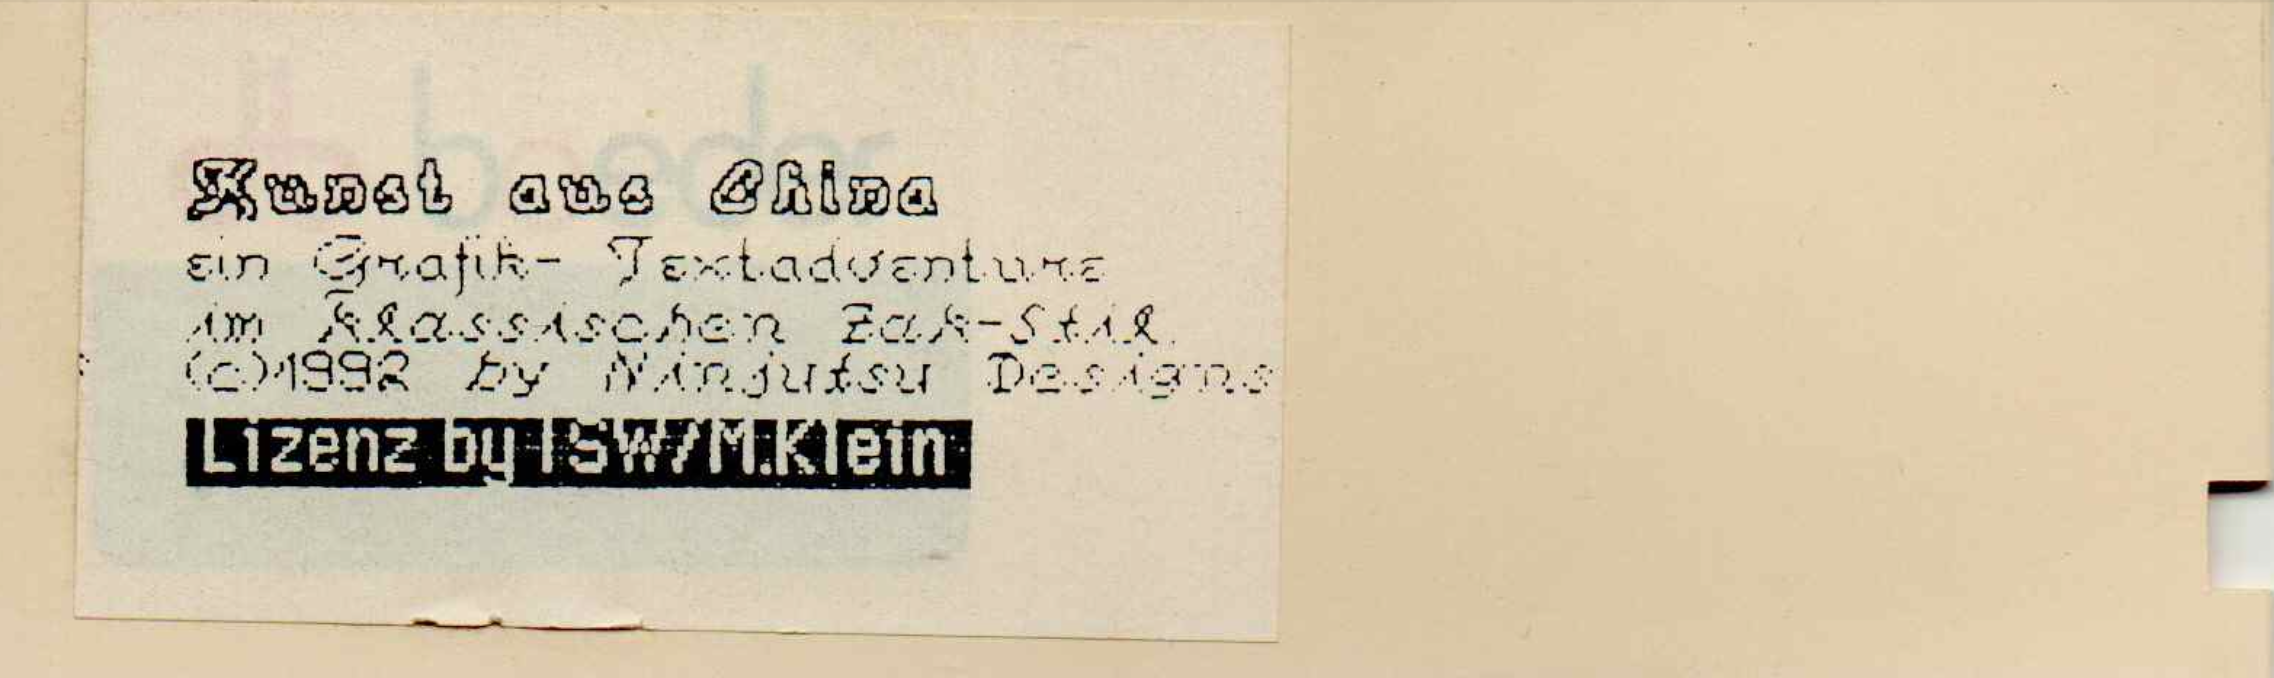 Kunst aus China
ein Grafik- Textadventure
im klassischen Zak-Stil.
(c)1992 by Ninjutsu Designs
Lizenz by ISW/M.Klein